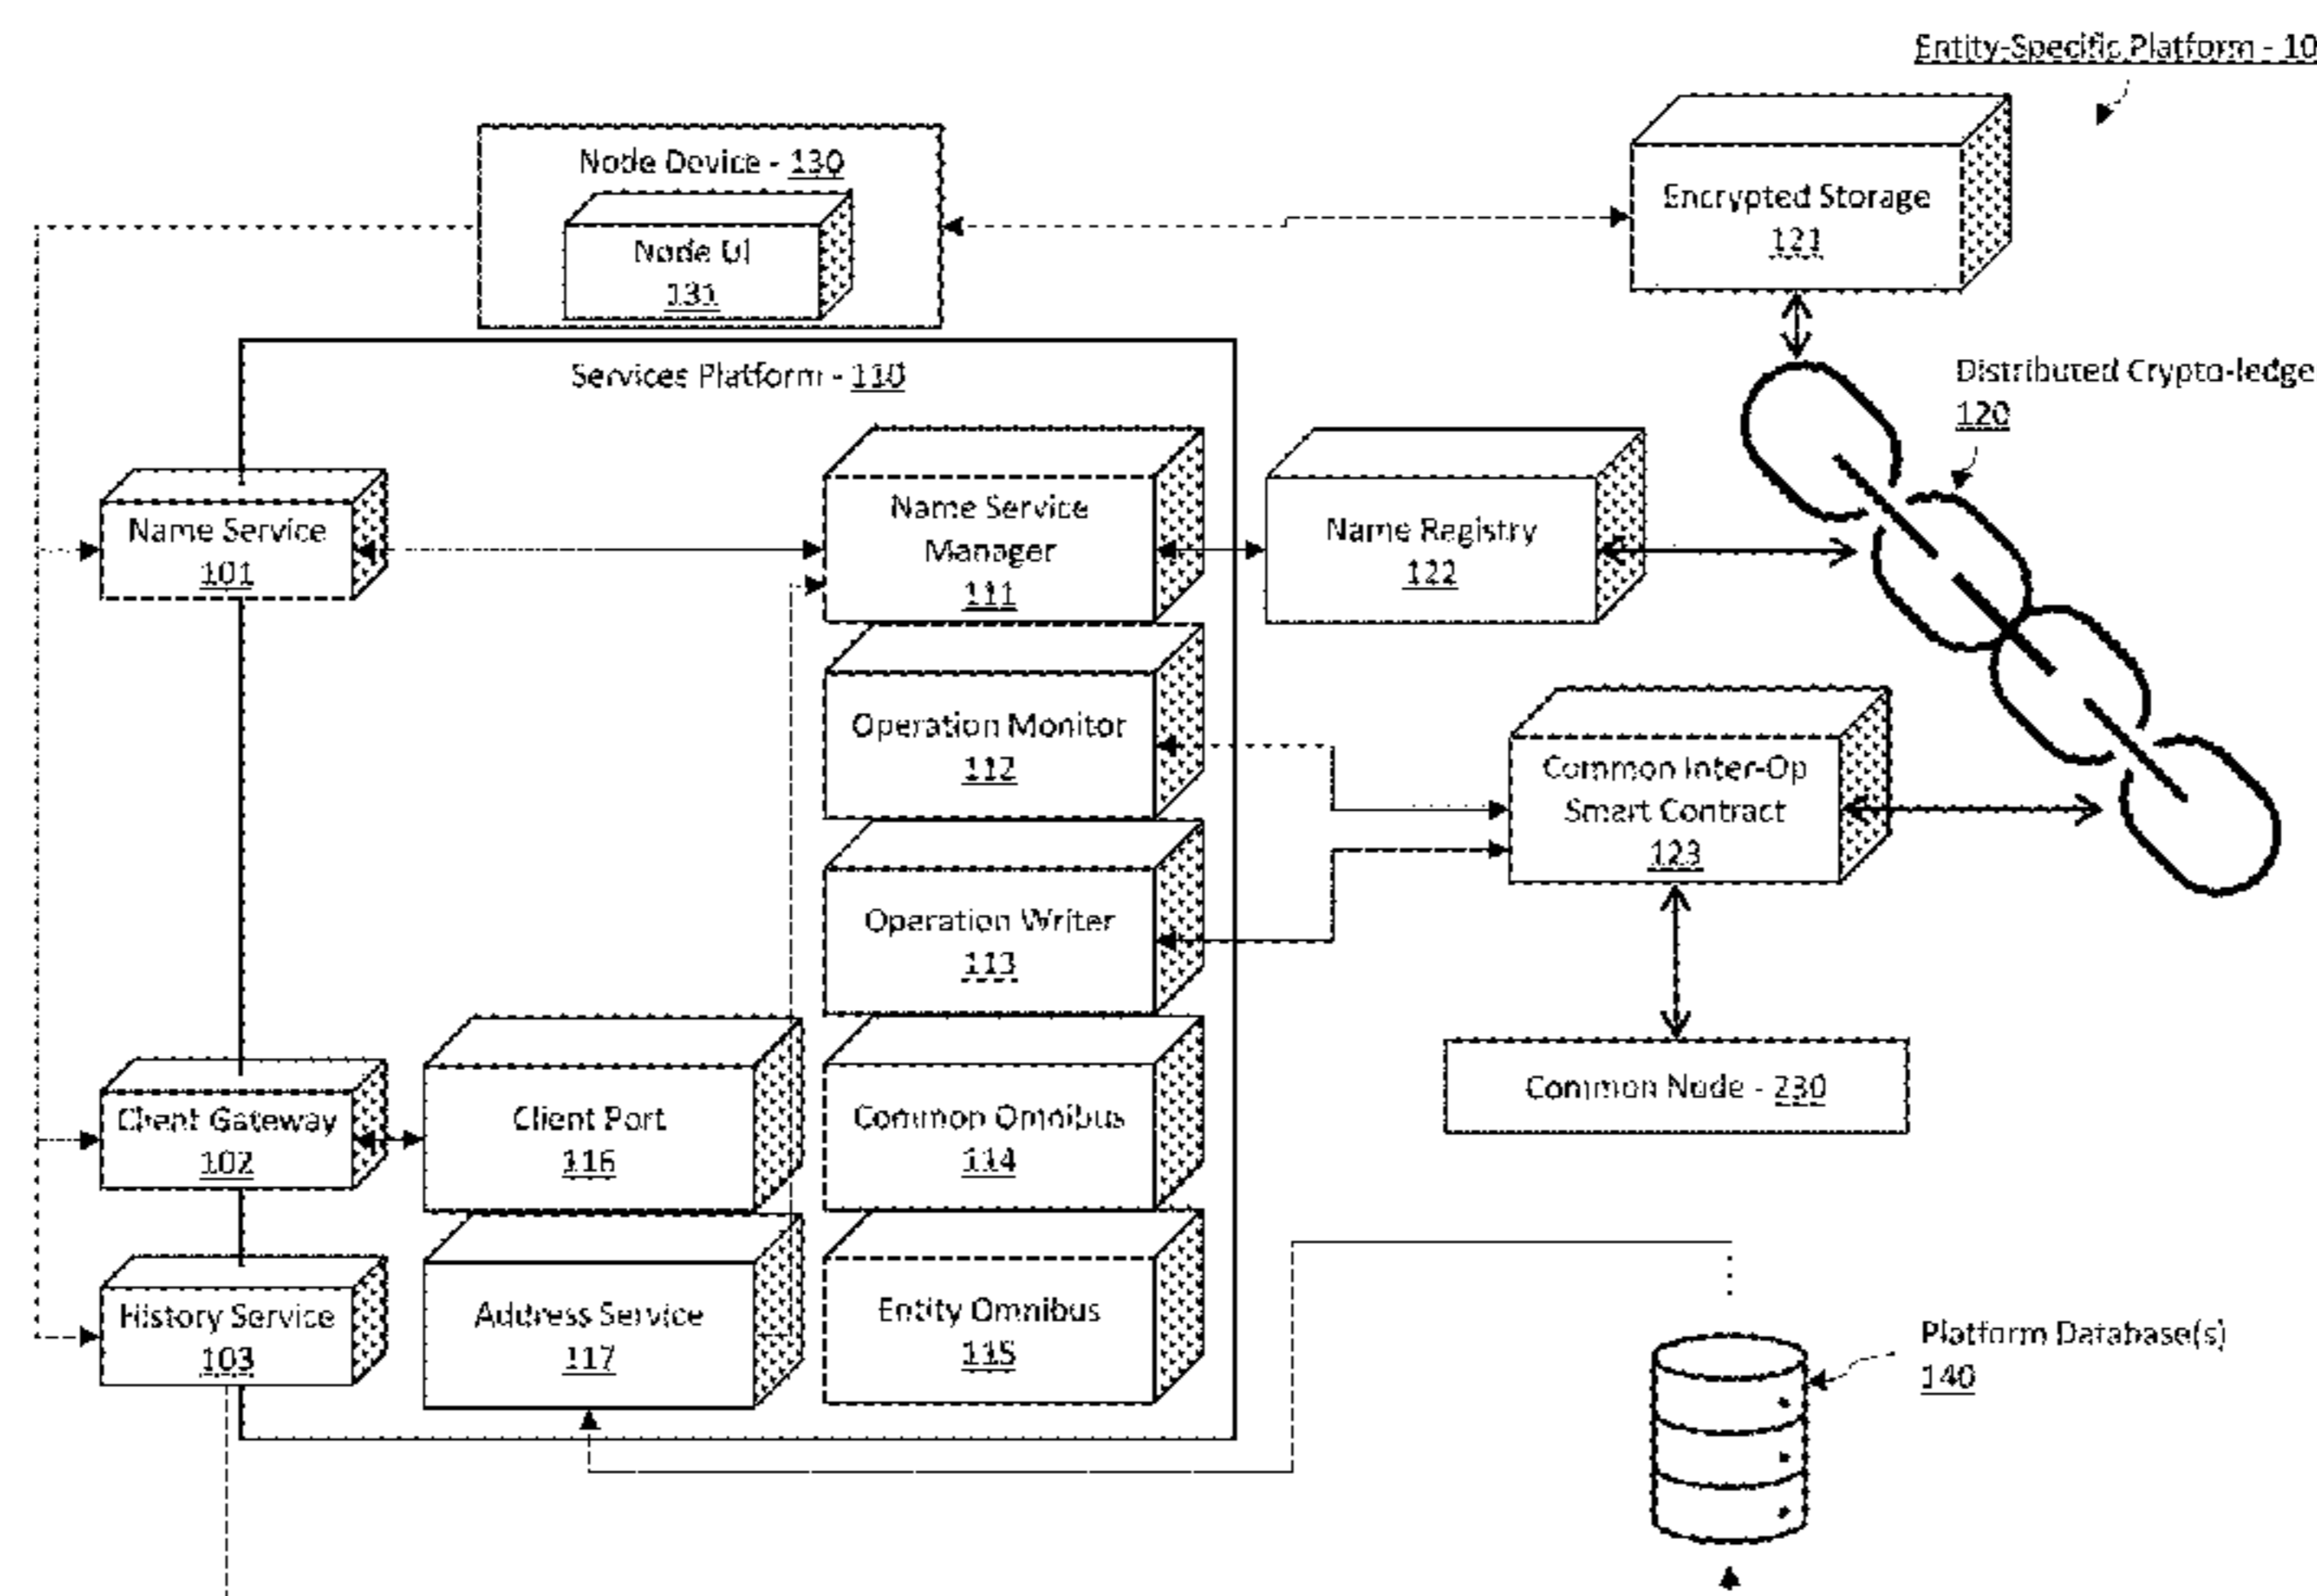 Entity-Specific Platform - 10
Node Device - 130
Node UI
131
Encrypted Storage
121
Services Platform - 110
Distributed Crypto-ledge
120
Name Service
101
Name Service
Manager
111
Name Registry
122
Operation Monitor
112
Common Inter-Op
Smart Contract
123
Operation Writer
113
Client Gateway
102
Client Port
116
Common Omnibus
114
Common Node - 230
History Service
103
Address Service
117
Entity Omnibus
115
Platform Database(s)
140